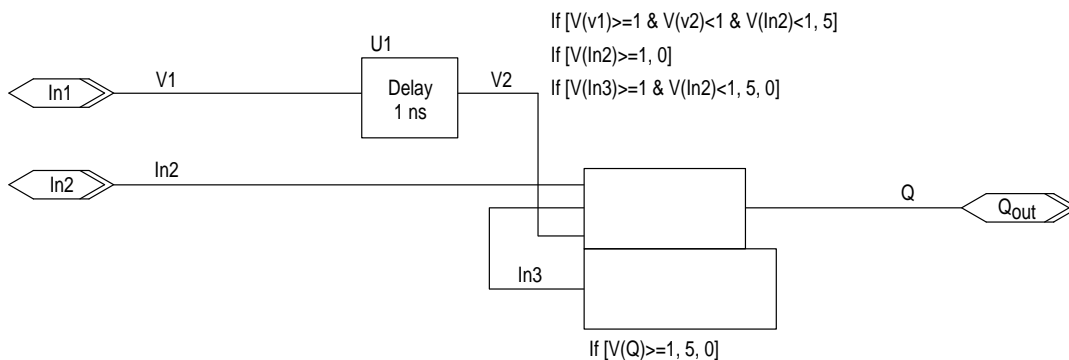 If [V(v1)>=1 & V(v2)<1 & V(In2)<1, 5]
U1
If [V(In2)>=1, 0]
In1
V1
Delay
1 ns
V2
If [V(In3)>=1 & V(In2)<1, 5, 0]
In2
In2
Q
Qout
In3
If [V(Q)>=1, 5, 0]